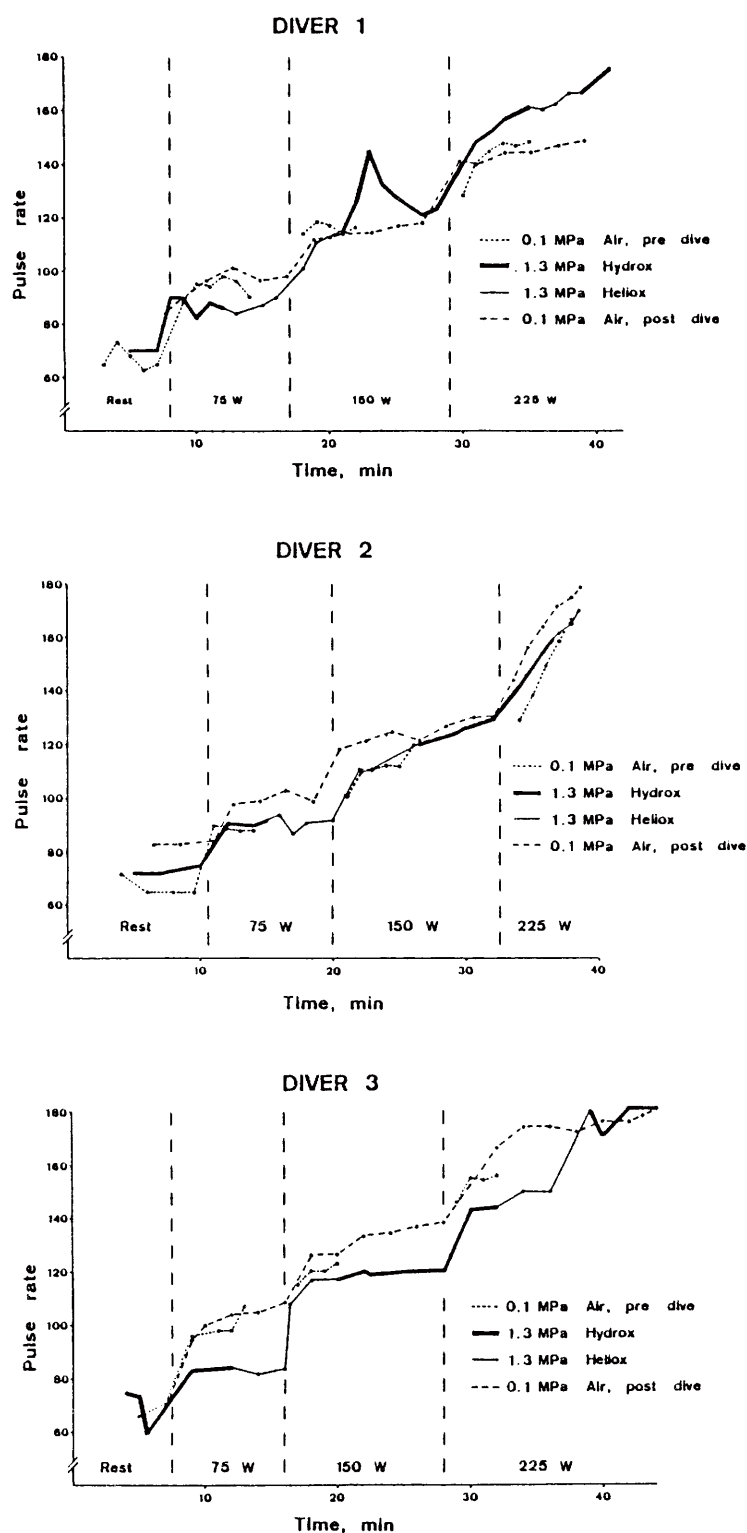 DIVER 1
180
160
140
120
100
80
60
Pulse rate
0.1 MPa Air, pre dive
1.3 MPa Hydrox
1.3 MPa Heliox
0.1 MPa Air, post dive
Rest 75 W 150 W 225 W
10 20 30 40
Time, min
DIVER 2
180
160
140
120
100
80
60
Pulse rate
0.1 MPa Air, pre dive
1.3 MPa Hydrox
1.3 MPa Heliox
0.1 MPa Air, post dive
Rest 75 W 150 W 225 W
10 20 30 40
Time, min
DIVER 3
180
160
140
120
100
80
60
Pulse rate
0.1 MPa Air, pre dive
1.3 MPa Hydrox
1.3 MPa Heliox
0.1 MPa Air, post dive
Rest 75 W 150 W 225 W
10 20 30 40
Time, min